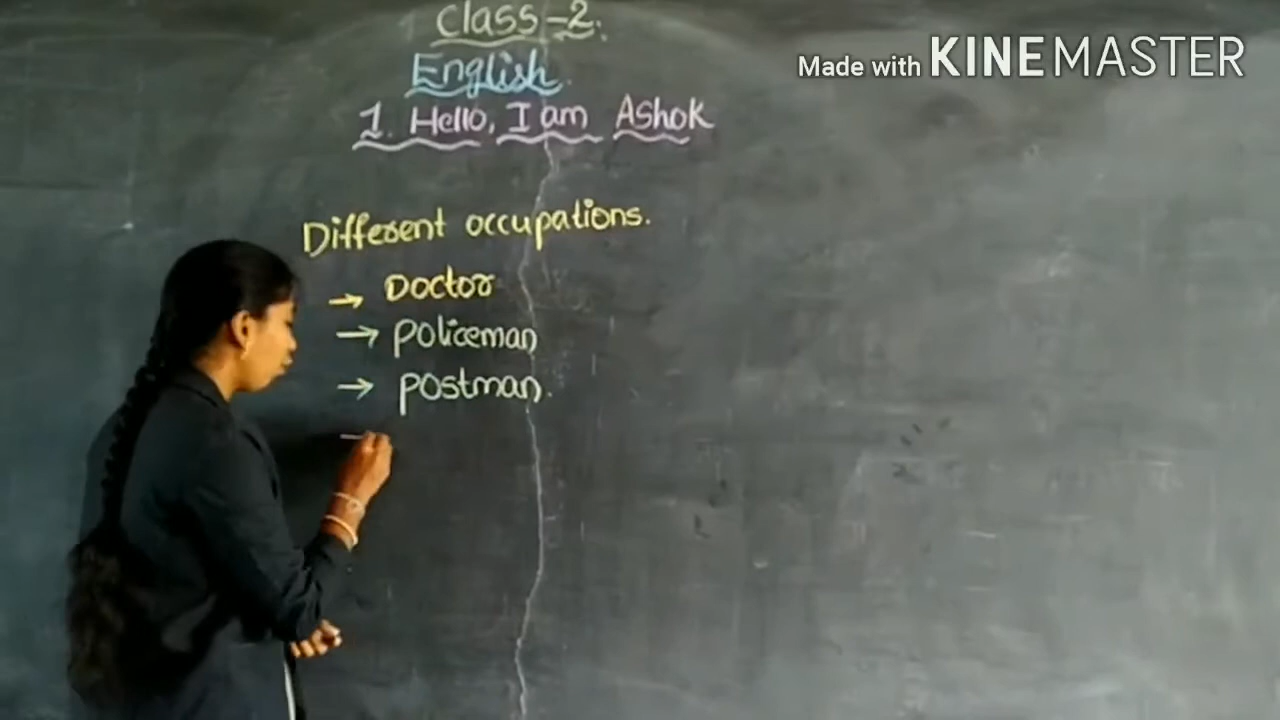 Class-2.
Made with KINEMASTER
English.
1. Hello, I am Ashok
Different occupations.
→ Doctor
→ Policeman
→ Postman.